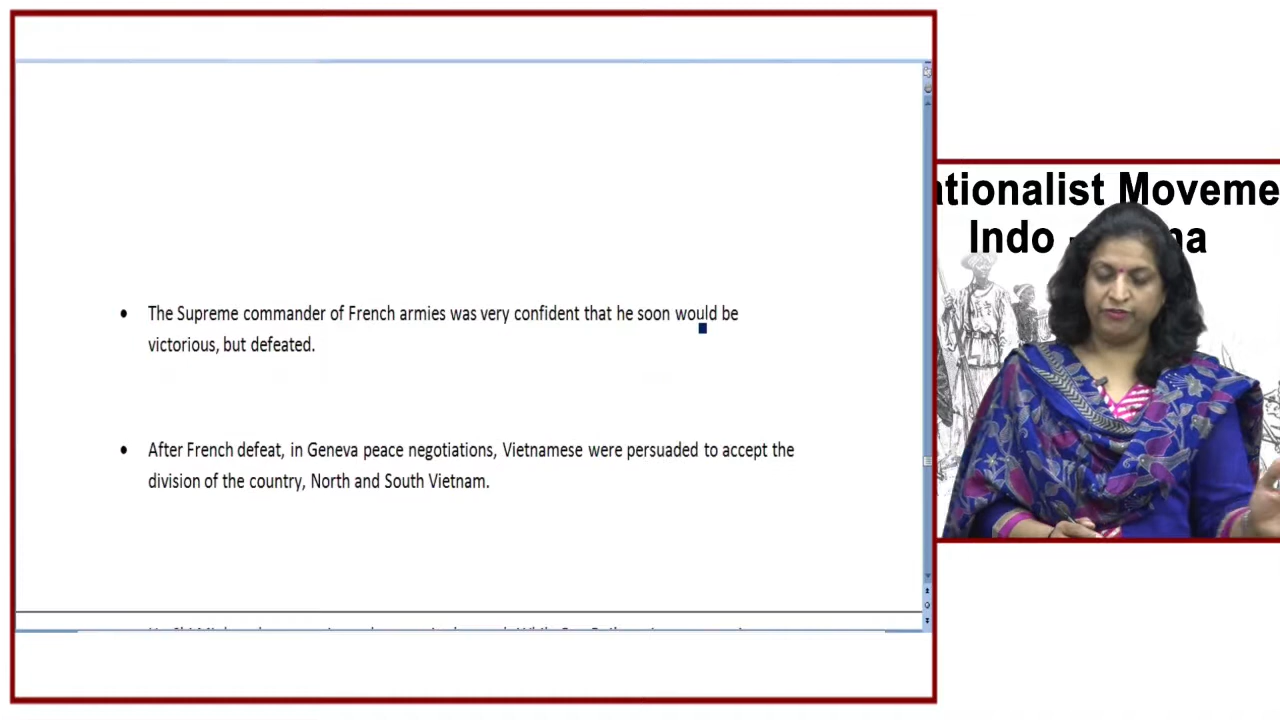 • The Supreme commander of French armies was very confident that he soon would be
victorious, but defeated.
• After French defeat, in Geneva peace negotiations, Vietnamese were persuaded to accept the
division of the country, North and South Vietnam.
ationalist Moveme
Indo -